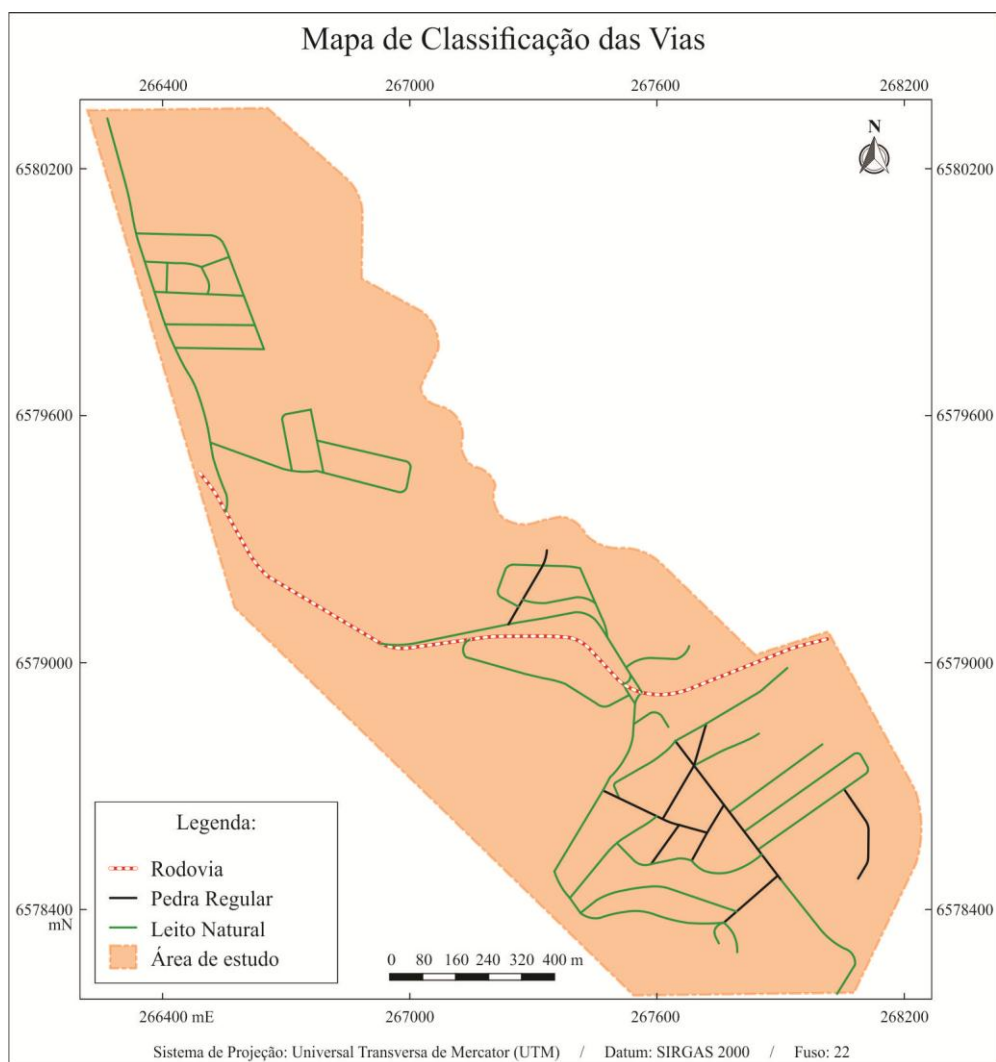 Mapa de Classificação das Vias
266400 267000 267600 268200
N
6580200 6580200
6579600 6579600
6579000 6579000
6578400 6578400
mN
Legenda:
Rodovia
Pedra Regular
Leito Natural
Área de estudo
0 80 160 240 320 400 m
266400 mE 267000 267600 268200
Sistema de Projeção: Universal Transversa de Mercator (UTM) / Datum: SIRGAS 2000 / Fuso: 22